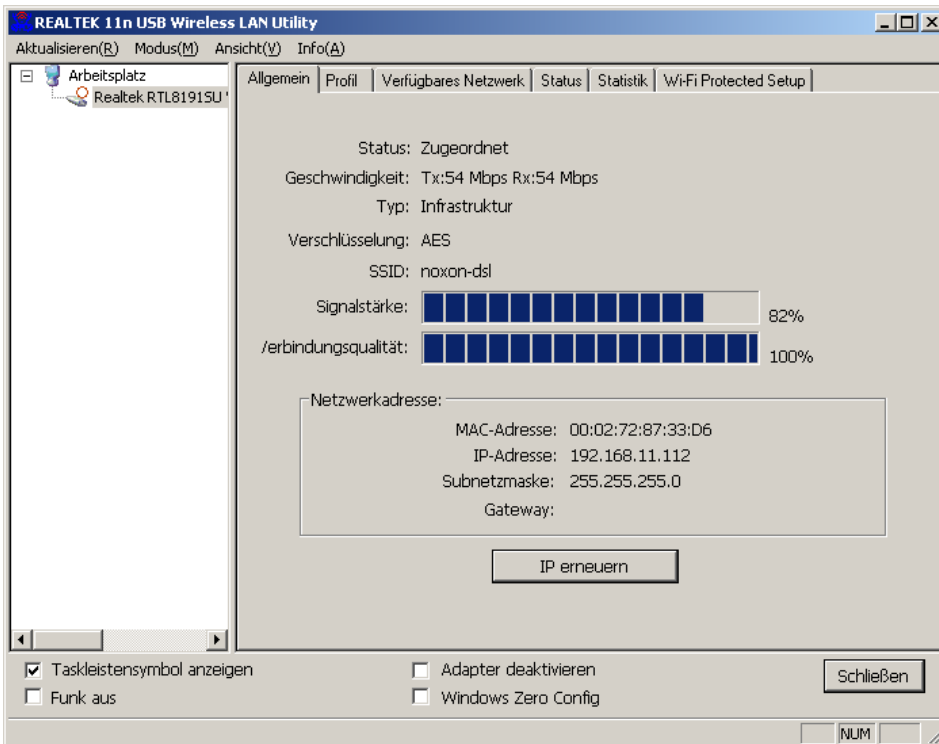 REALTEK 11n USB Wireless LAN Utility
Aktualisieren(R) Modus(M) Ansicht(V) Info(A)
Arbeitsplatz
Realtek RTL8191SU '
Allgemein Profil Verfügbares Netzwerk Status Statistik Wi-Fi Protected Setup
Status: Zugeordnet
Geschwindigkeit: Tx:54 Mbps Rx:54 Mbps
Typ: Infrastruktur
Verschlüsselung: AES
SSID: noxon-dsl
Signalstärke: 82%
/erbindungsqualität: 100%
Netzwerkadresse:
MAC-Adresse: 00:02:72:87:33:D6
IP-Adresse: 192.168.11.112
Subnetzmaske: 255.255.255.0
Gateway:
IP erneuern
Taskleistensymbol anzeigen Adapter deaktivieren Schließen
Funk aus Windows Zero Config
NUM